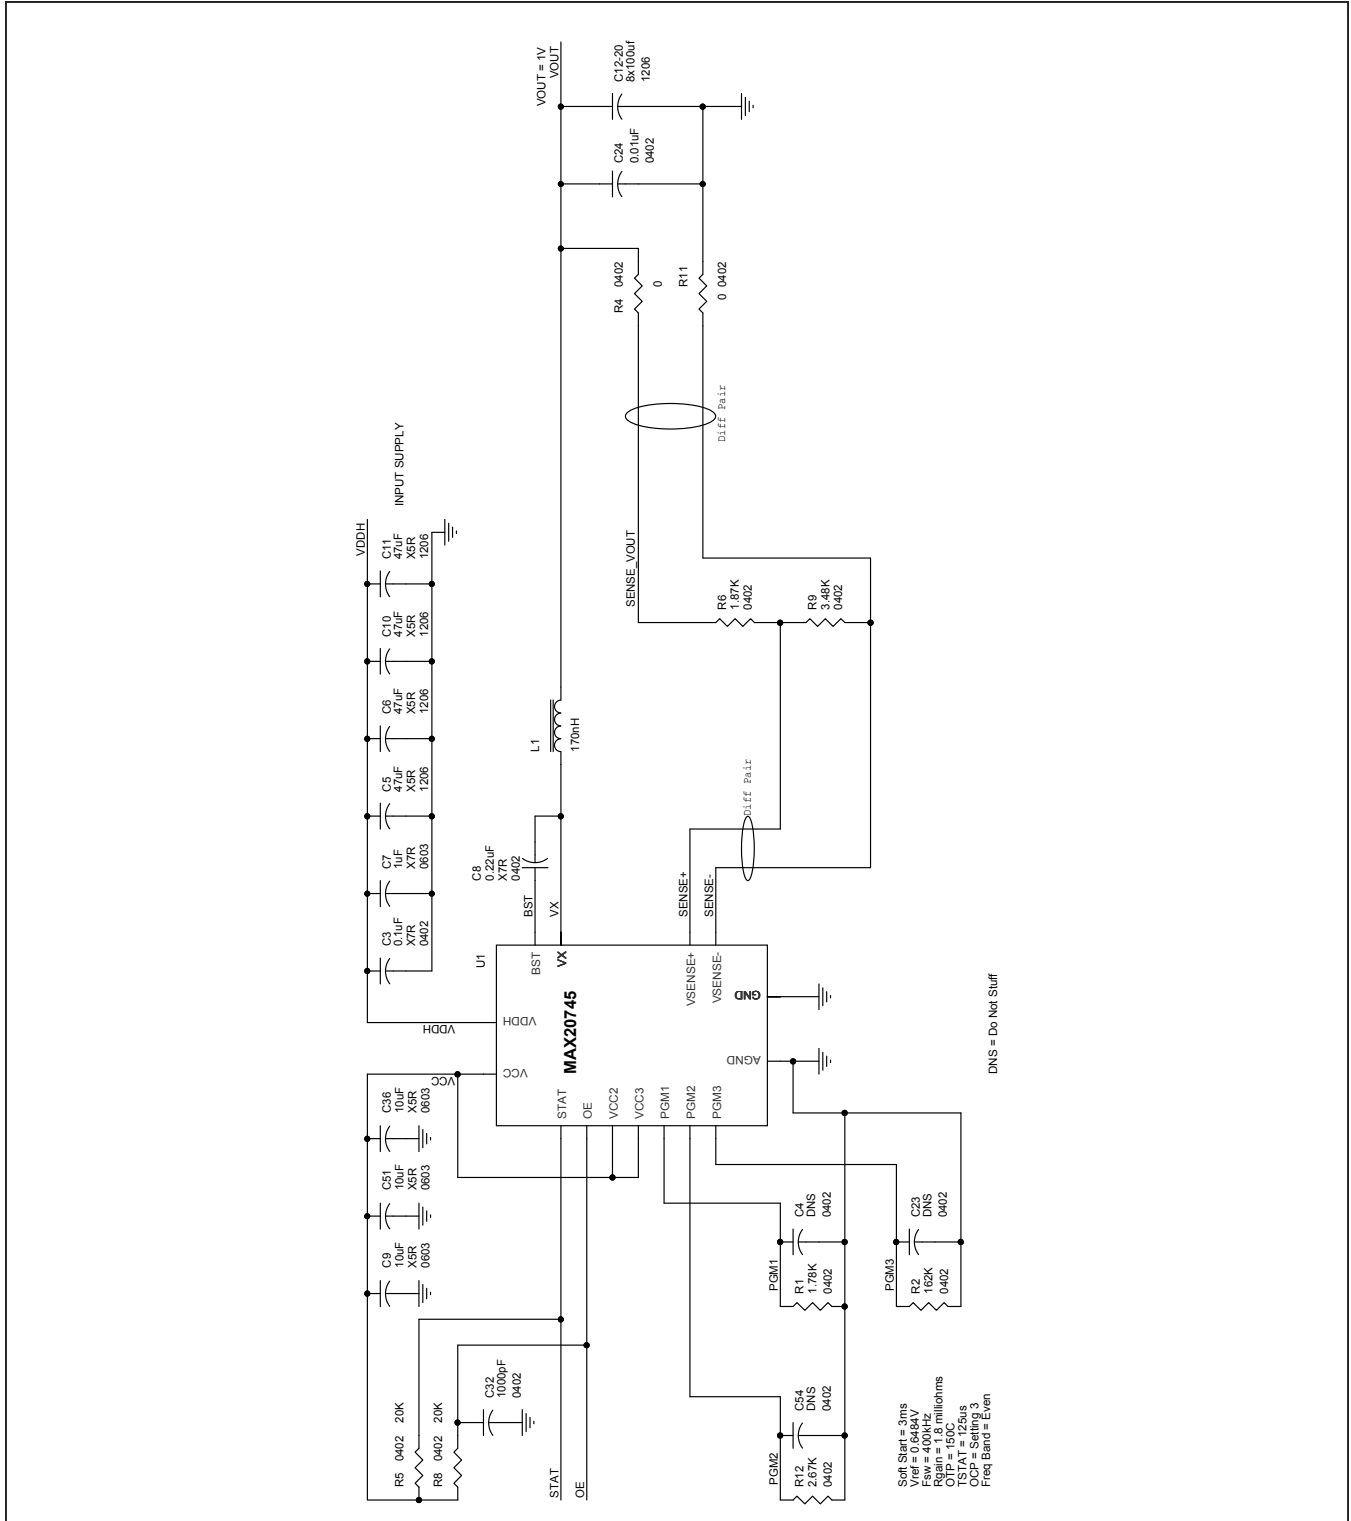 VOUT = 1V
VOUT
C12-20
8x100uf
1206
C24
0.01uF
0402
R4 0402
0
R11
0 0402
Diff Pair
INPUT SUPPLY
VDDH
C11
47uF
X5R
1206
C10
47uF
X5R
1206
C6
47uF
X5R
1206
C5
47uF
X5R
1206
C7
1uF
X7R
0603
C3
0.1uF
X7R
0402
SENSE_VOUT
R6
1.87K
0402
R9
3.48K
0402
L1
170nH
C8
0.22uF
X7R
0402
BST
VX
SENSE+
SENSE-
Diff Pair
U1
MAX20745
BST
VX
VSENSE+
VSENSE-
GND
AGND
VDDH
VDDH
VCC
VCC
STAT
OE
VCC2
VCC3
PGM1
PGM2
PGM3
C36
10uF
X5R
0603
C51
10uF
X5R
0603
C9
10uF
X5R
0603
R5 0402 20K
R8 0402 20K
C32
1000pF
0402
STAT
OE
PGM1
C4
DNS
0402
R1
1.78K
0402
PGM3
C23
DNS
0402
R2
162K
0402
PGM2
C54
DNS
0402
R12
2.67K
0402
DNS = Do Not Stuff
Soft Start = 3ms
Vref = 0.6484V
Fsw = 400kHz
Rgain = 1.8 milliohms
OTP = 150C
TSTAT = 125us
OCP = Setting 3
Freq Band = Even